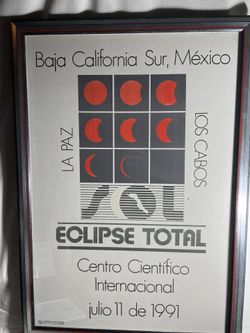 Baja California Sur, México
LA PAZ
LOS CABOS
SOL
ECLIPSE TOTAL
Centro Científico
Internacional
julio 11 de 1991